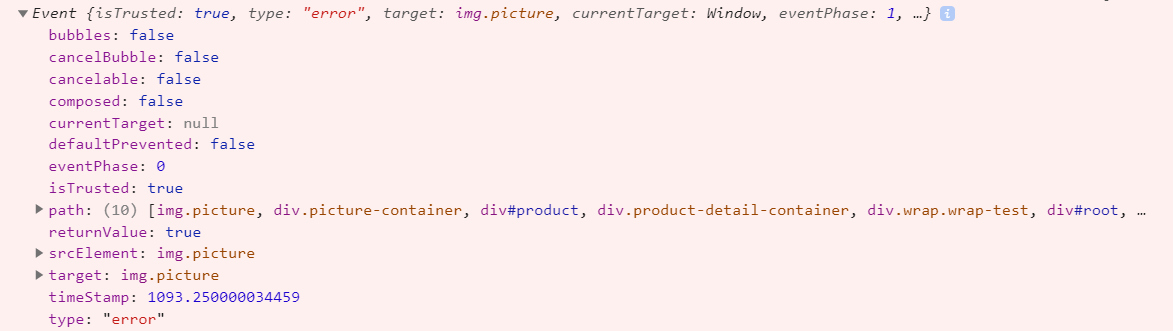 Event {isTrusted: true, type: "error", target: img.picture, currentTarget: Window, eventPhase: 1, …} i
bubbles: false
cancelBubble: false
cancelable: false
composed: false
currentTarget: null
defaultPrevented: false
eventPhase: 0
isTrusted: true
path: (10) [img.picture, div.picture-container, div#product, div.product-detail-container, div.wrap.wrap-test, div#root, …
returnValue: true
srcElement: img.picture
target: img.picture
timeStamp: 1093.250000034459
type: "error"